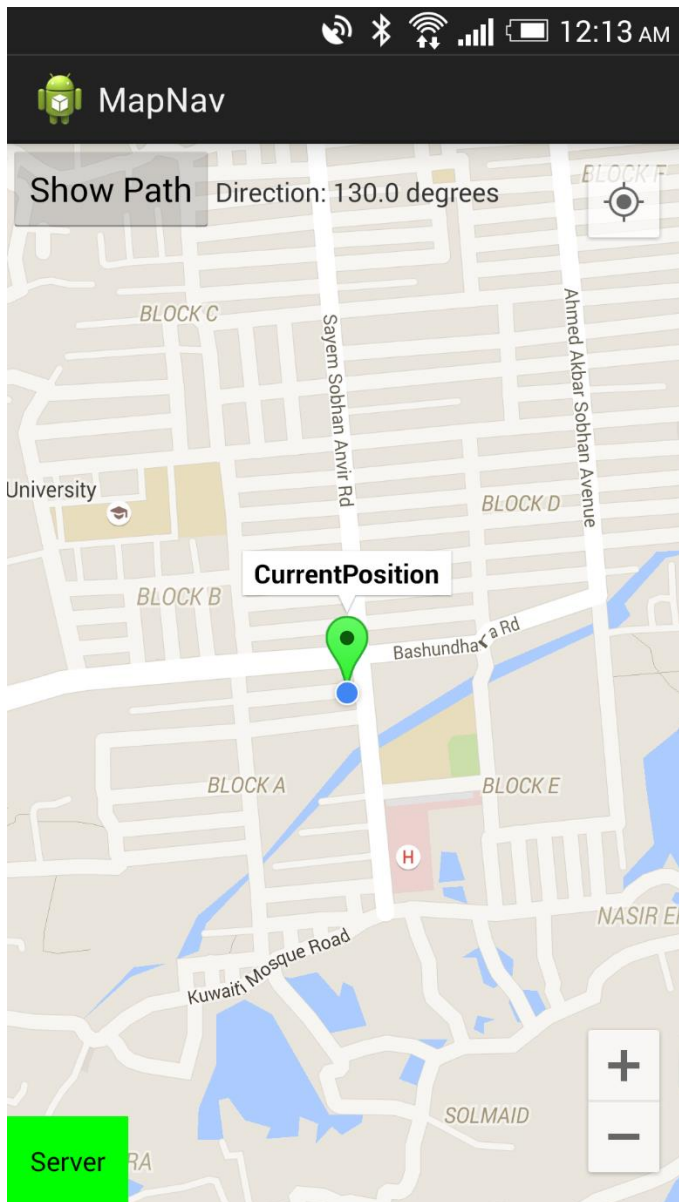 12:13 AM
MapNav
Show Path
Direction: 130.0 degrees
BLOCK F
BLOCK C
Sayem Sobhan Anvir Rd
Ahmed Akbar Sobhan Avenue
University
BLOCK D
CurrentPosition
BLOCK B
Bashundhara Rd
BLOCK A
BLOCK E
H
NASIR
Kuwaiti Mosque Road
SOLMAID
Server
RA